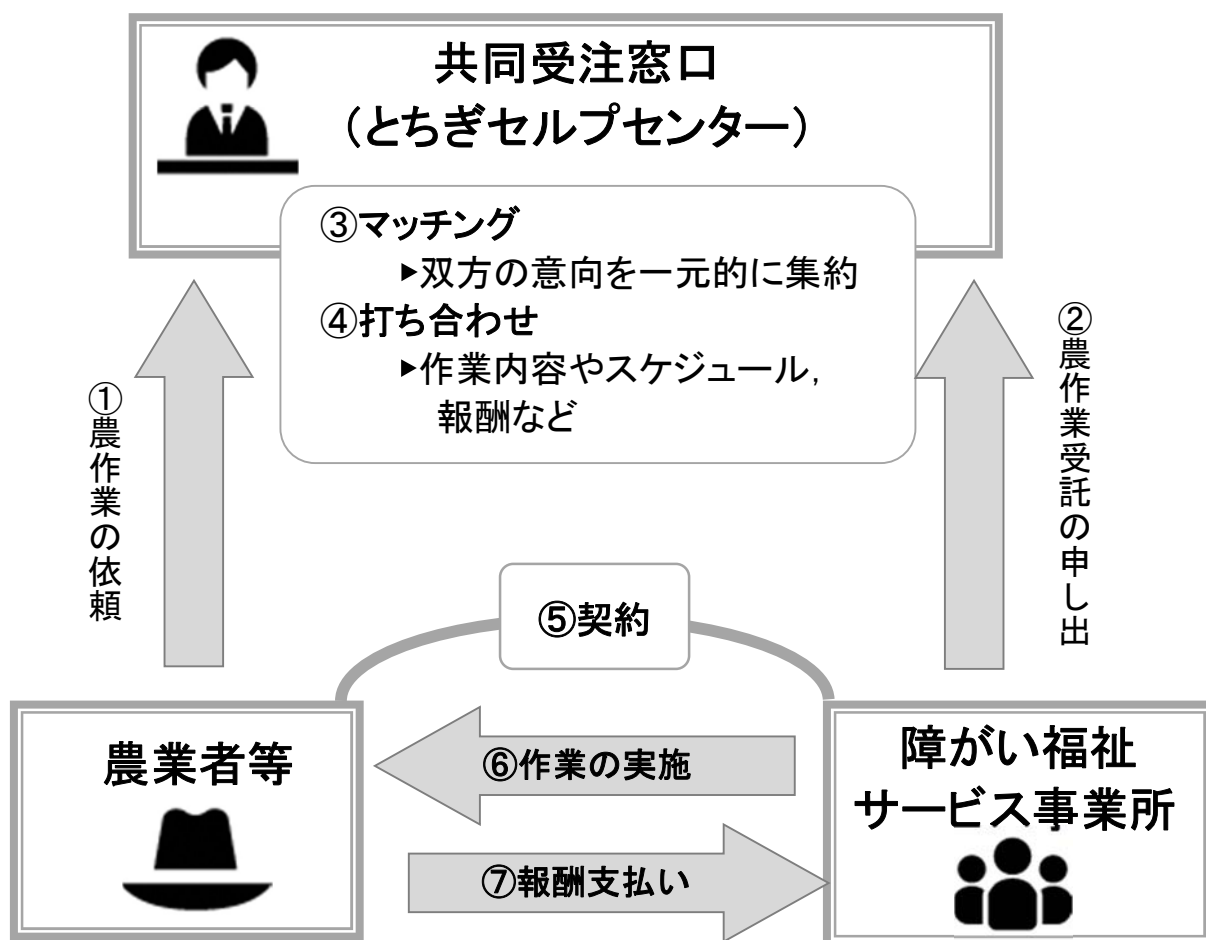 共同受注窓口
（とちぎセルプセンター）
③マッチング
▶双方の意向を一元的に集約
④打ち合わせ
▶作業内容やスケジュール,
報酬など
①農作業の依頼
②農作業受託の申し出
⑤契約
農業者等
⑥作業の実施
⑦報酬支払い
障がい福祉
サービス事業所